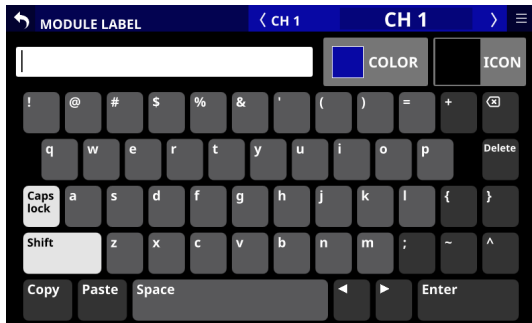 MODULE LABEL 〈 CH 1 CH 1 〉
COLOR ICON
! @ # $ % & ' ( ) = +
q w e r t y u i o p Delete
Caps lock a s d f g h j k l { }
Shift z x c v b n m ; ~ ^
Copy Paste Space ◀ ▶ Enter